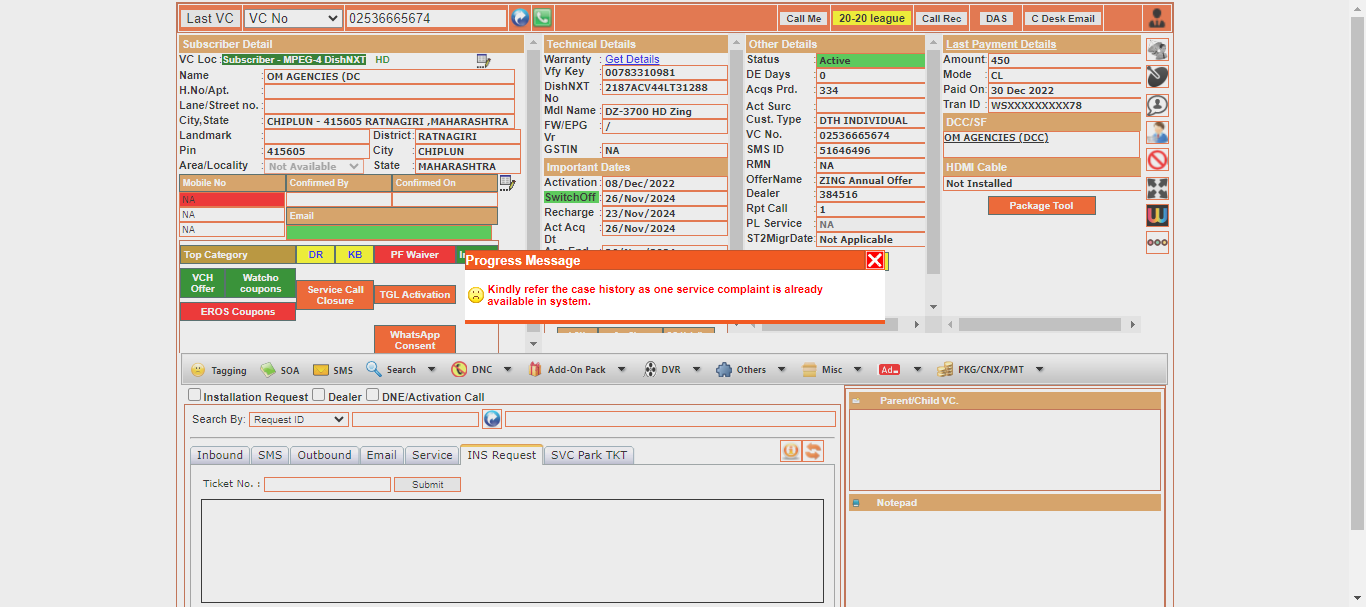 Last VC VC No 02536665674 Call Me 20-20 league Call Rec DAS C Desk Email
Subscriber Detail
VC Loc : Subscriber - MPEG-4 DishNXT HD
Name : OM AGENCIES (DC
H.No/Apt. :
Lane/Street no. :
City,State : CHIPLUN - 415605 RATNAGIRI ,MAHARASHTRA
Landmark : District : RATNAGIRI
Pin : 415605 City : CHIPLUN
Area/Locality : Not Available State : MAHARASHTRA
Mobile No Confirmed By Confirmed On
NA
NA Email
NA
Top Category DR KB PF Waiver
VCH Offer Watcho coupons Service Call Closure TGL Activation
EROS Coupons
WhatsApp Consent
Technical Details
Warranty : Get Details
Vfy Key : 00783310981
DishNXT No : 2187ACV44LT31288
Mdl Name : DZ-3700 HD Zing
FW/EPG Vr : /
GSTIN : NA
Important Dates
Activation : 08/Dec/2022
SwitchOff : 26/Nov/2024
Recharge : 23/Nov/2024
Act Acq Dt : 26/Nov/2024
Other Details
Status : Active
DE Days : 0
Acqs Prd. : 334
Act Surc :
Cust. Type : DTH INDIVIDUAL
VC No. : 02536665674
SMS ID : 51646496
RMN : NA
OfferName : ZING Annual Offer
Dealer : 384516
Rpt Call : 1
PL Service : NA
ST2MigrDate: Not Applicable
Last Payment Details
Amount: 450
Mode : CL
Paid On: 30 Dec 2022
Tran ID : WSXXXXXXXXX78
DCC/SF
OM AGENCIES (DCC)
HDMI Cable
Not Installed
Package Tool
Progress Message
Kindly refer the case history as one service complaint is already
available in system.
Tagging SOA SMS Search DNC Add-On Pack DVR Others Misc Ad PKG/CNX/PMT
Installation Request Dealer DNE/Activation Call
Search By: Request ID
Inbound SMS Outbound Email Service INS Request SVC Park TKT
Ticket No. : Submit
Parent/Child VC.
Notepad